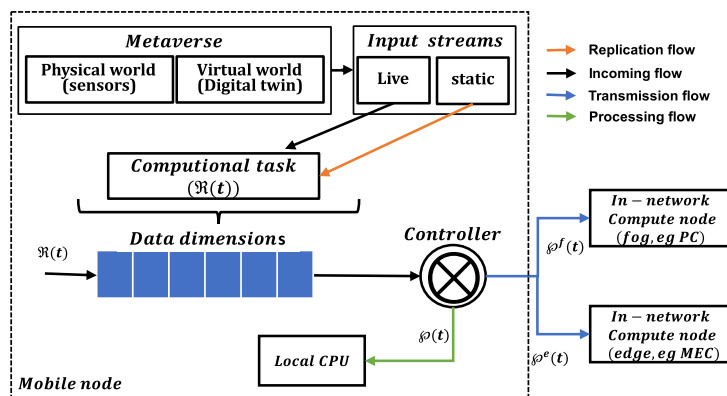 Metaverse
Physical world
(sensors)
Virtual world
(Digital twin)
Input streams
Live
static
Replication flow
Incoming flow
Transmission flow
Processing flow
Computional task
(ℜ(t))
Data dimensions
ℜ(t)
Controller
℘(t)
Local CPU
Mobile node
℘ᶠ(t)
℘ᵉ(t)
In − network
Compute node
(fog, eg PC)
In − network
Compute node
(edge, eg MEC)